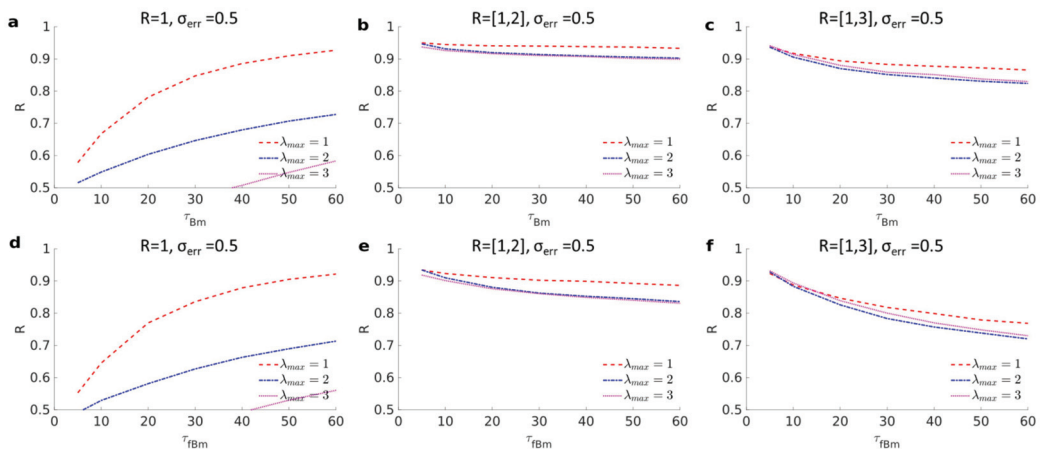 a
R=1, σerr =0.5
1
0.9
0.8
0.7
0.6
0.5
R
λmax = 1
λmax = 2
λmax = 3
0 10 20 30 40 50 60
τBm
b
R=[1,2], σerr =0.5
1
0.9
0.8
0.7
0.6
0.5
R
λmax = 1
λmax = 2
λmax = 3
0 10 20 30 40 50 60
τBm
c
R=[1,3], σerr =0.5
1
0.9
0.8
0.7
0.6
0.5
R
λmax = 1
λmax = 2
λmax = 3
0 10 20 30 40 50 60
τBm
d
R=1, σerr =0.5
1
0.9
0.8
0.7
0.6
0.5
R
λmax = 1
λmax = 2
λmax = 3
0 10 20 30 40 50 60
τfBm
e
R=[1,2], σerr =0.5
1
0.9
0.8
0.7
0.6
0.5
R
λmax = 1
λmax = 2
λmax = 3
0 10 20 30 40 50 60
τfBm
f
R=[1,3], σerr =0.5
1
0.9
0.8
0.7
0.6
0.5
R
λmax = 1
λmax = 2
λmax = 3
0 10 20 30 40 50 60
τfBm